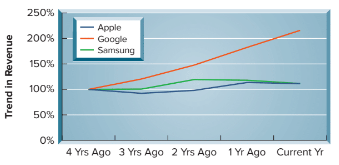 250%
200%
150%
100%
50%
0%
Trend in Revenue
Apple
Google
Samsung
4 Yrs Ago 3 Yrs Ago 2 Yrs Ago 1 Yr Ago Current Yr